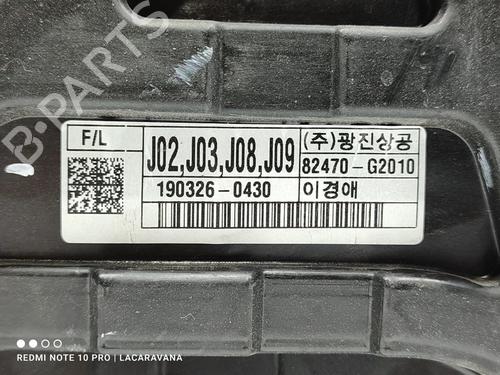 B-PARTS
F/L
J02,J03,J08,J09
(주)광진상공
82470-G2010
190326-0430
이경애
REDMI NOTE 10 PRO | LACARAVANA